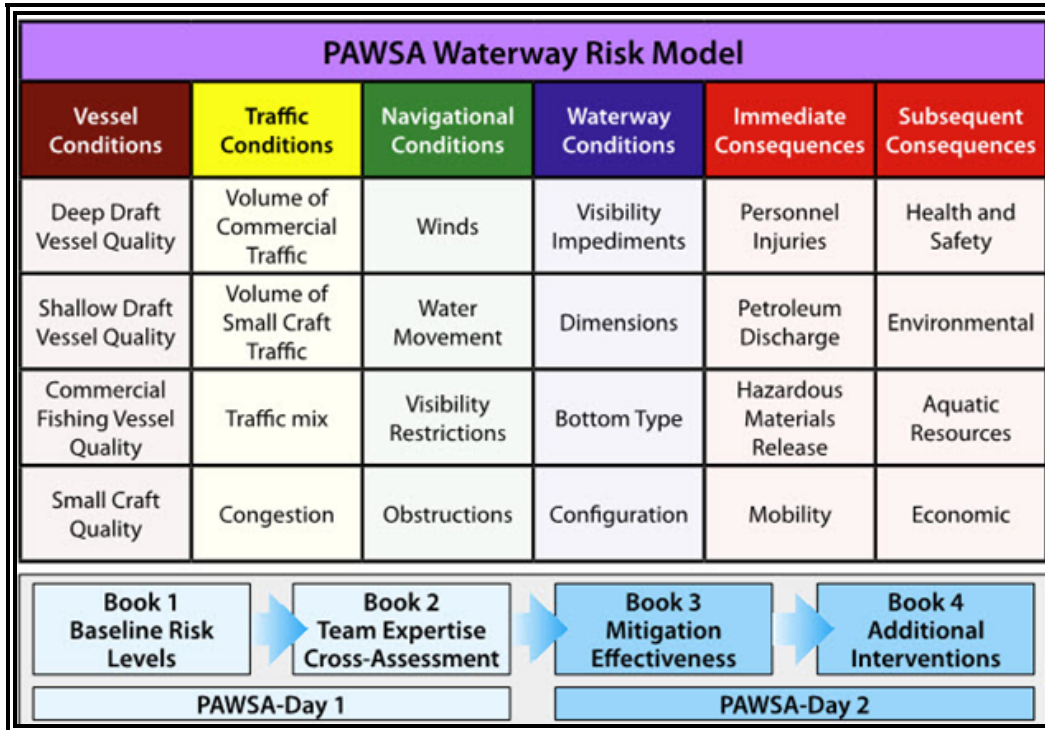 PAWSA Waterway Risk Model
Vessel
Conditions
Traffic
Conditions
Navigational
Conditions
Waterway
Conditions
Immediate
Consequences
Subsequent
Consequences
Deep Draft
Vessel Quality
Volume of
Commercial
Traffic
Winds
Visibility
Impediments
Personnel
Injuries
Health and
Safety
Shallow Draft
Vessel Quality
Volume of
Small Craft
Traffic
Water
Movement
Dimensions
Petroleum
Discharge
Environmental
Commercial
Fishing Vessel
Quality
Traffic mix
Visibility
Restrictions
Bottom Type
Hazardous
Materials
Release
Aquatic
Resources
Small Craft
Quality
Congestion
Obstructions
Configuration
Mobility
Economic
Book 1
Baseline Risk
Levels
Book 2
Team Expertise
Cross-Assessment
Book 3
Mitigation
Effectiveness
Book 4
Additional
Interventions
PAWSA-Day 1
PAWSA-Day 2